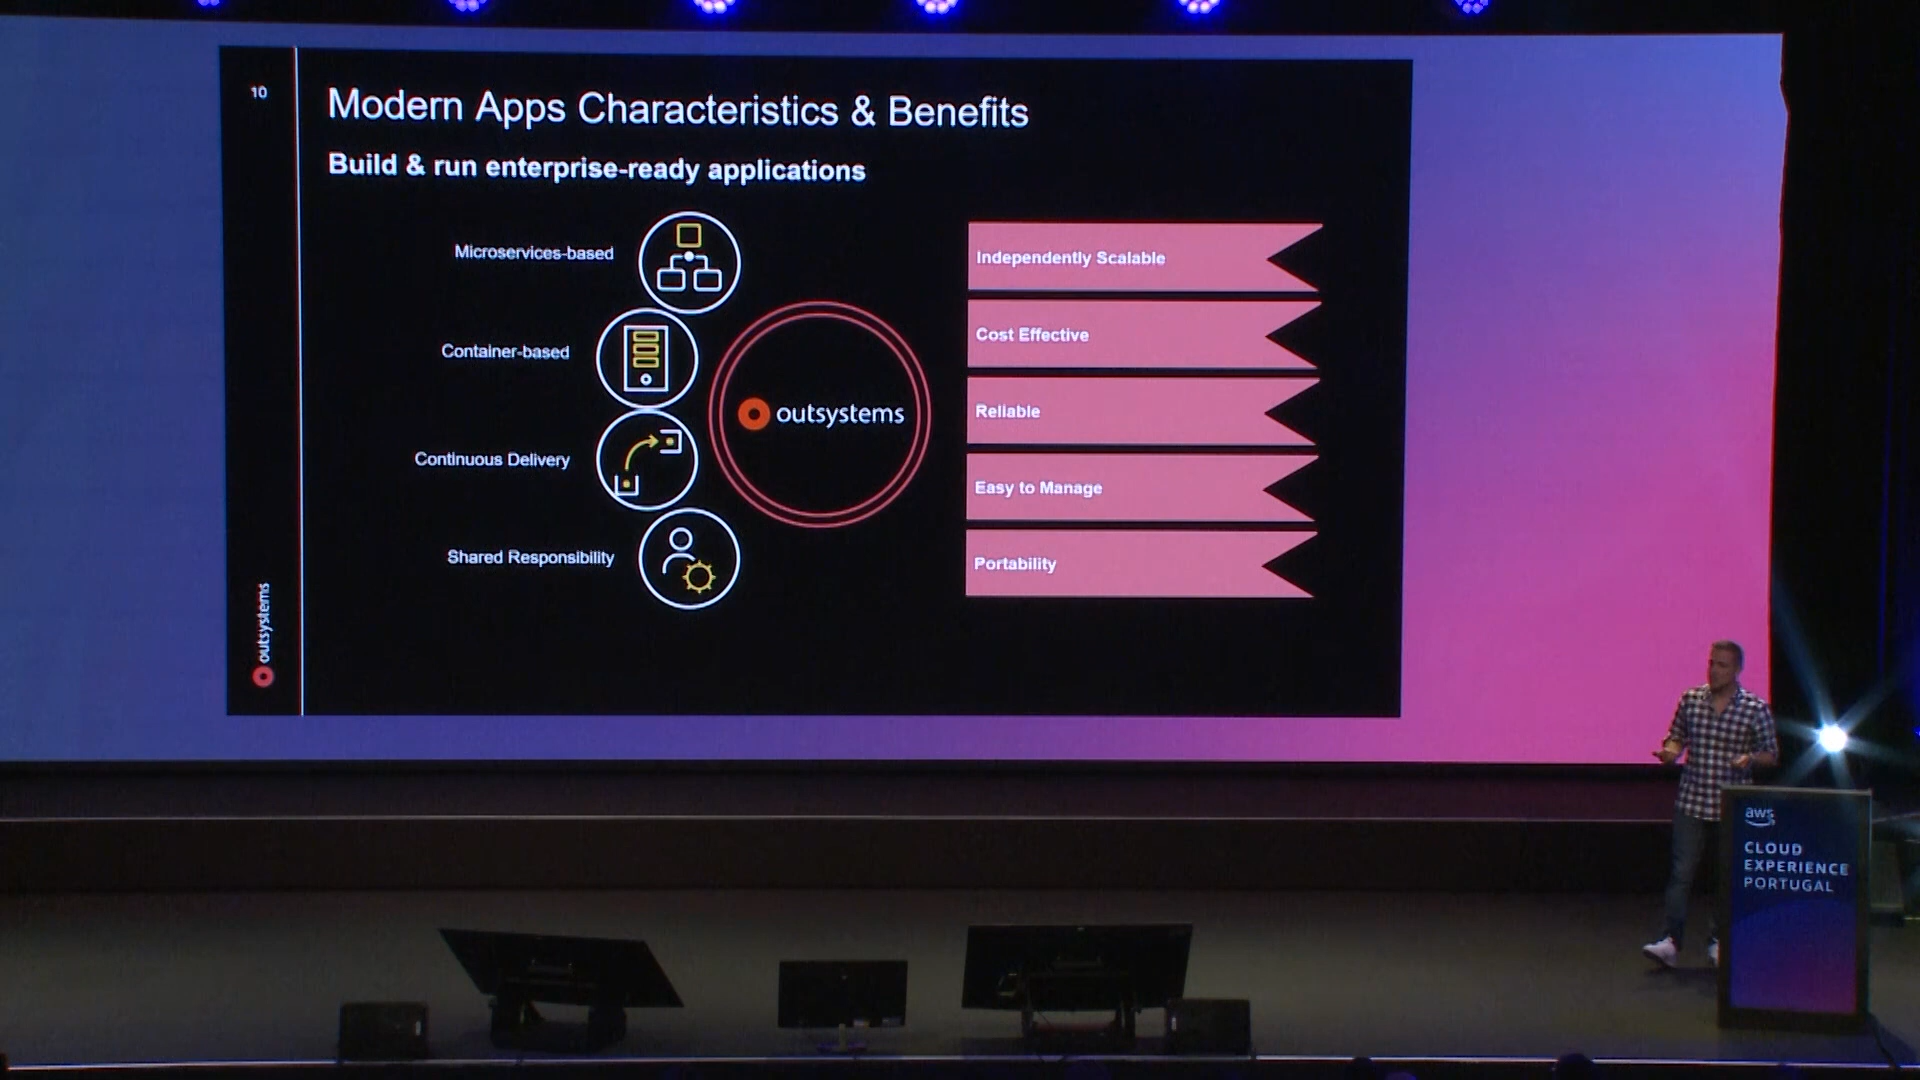 10
Modern Apps Characteristics & Benefits
Build & run enterprise-ready applications
Microservices-based
Container-based
Continuous Delivery
Shared Responsibility
outsystems
Independently Scalable
Cost Effective
Reliable
Easy to Manage
Portability
outsystems
aws
CLOUD
EXPERIENCE
PORTUGAL